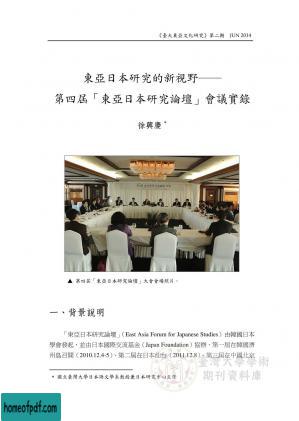 《臺大東亞文化研究》第二期 JUN 2014
東亞日本研究的新視野──
第四屆「東亞日本研究論壇」會議實錄
徐興慶*
▲ 第四屆「東亞日本研究論壇」大會會場照片。
一、背景說明
「東亞日本研究論壇」(East Asia Forum for Japanese Studies) 由韓國日本
學會發起,並由日本國際交流基金(Japan Foundation)協辦,第一屆在韓國濟
州島召開(2010.12.4-5)、第二屆在日本(2011.12.8)、第三屆在中國北京
* 國立臺灣大學日本語文學系教授兼日本研究中心主任
臺灣大學學術
期刊資料庫
homeofpdf.com
homeofpdf.com